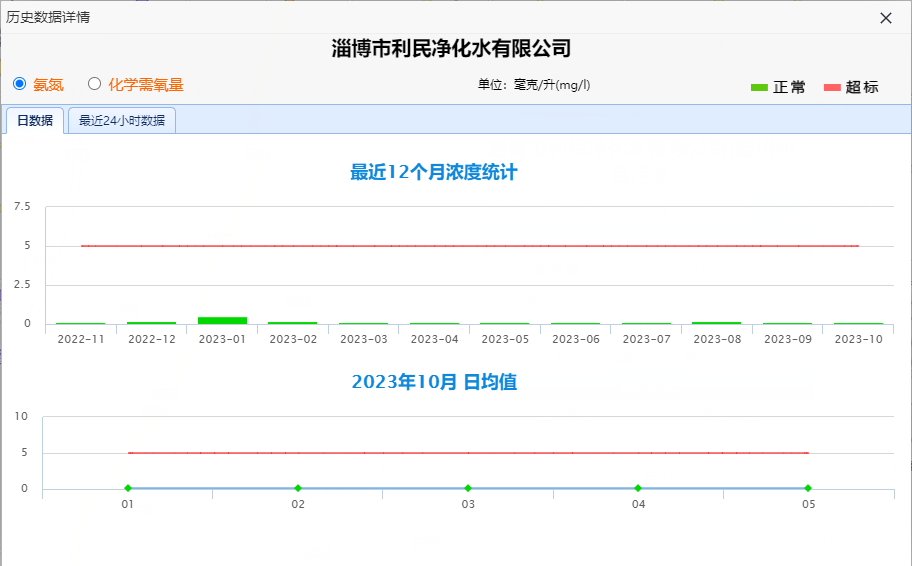 历史数据详情
淄博市利民净化水有限公司
氨氮 化学需氧量 单位：毫克/升(mg/l) 正常 超标
日数据 最近24小时数据
最近12个月浓度统计
7.5
5
2.5
0
2022-11 2022-12 2023-01 2023-02 2023-03 2023-04 2023-05 2023-06 2023-07 2023-08 2023-09 2023-10
2023年10月 日均值
10
5
0
01 02 03 04 05